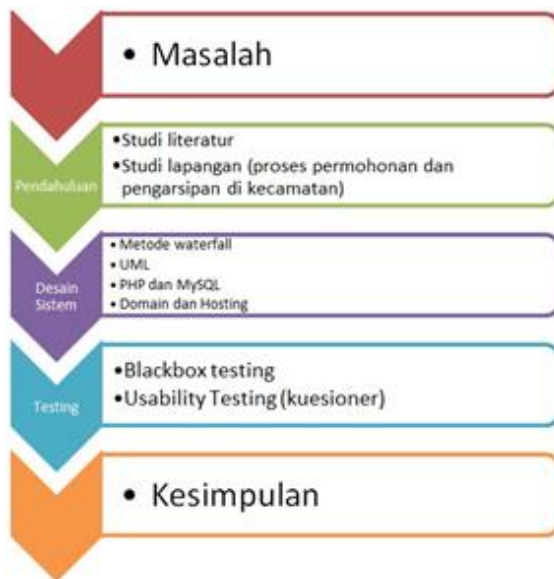 • Masalah
Pendahuluan
•Studi literatur
•Studi lapangan (proses permohonan dan
pengarsipan di kecamatan)
Desain
Sistem
• Metode waterfall
• UML
• PHP dan MySQL
• Domain dan Hosting
Testing
•Blackbox testing
•Usability Testing (kuesioner)
• Kesimpulan